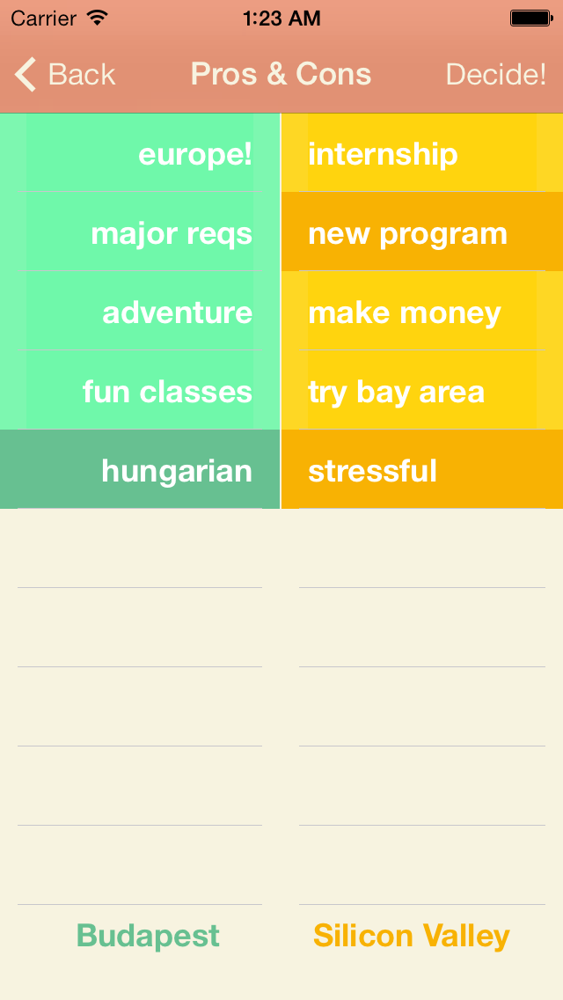 Carrier 1:23 AM
Back Pros & Cons Decide!
europe! internship
major reqs new program
adventure make money
fun classes try bay area
hungarian stressful
Budapest Silicon Valley